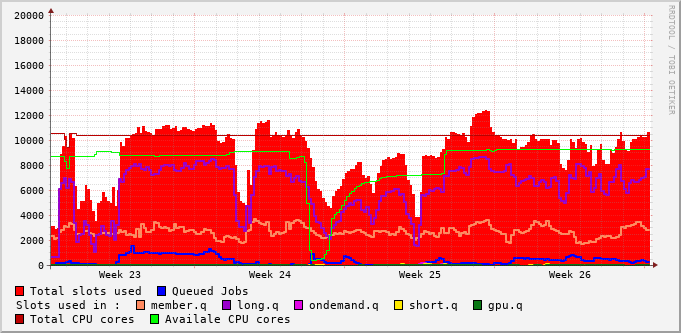 RRDTOOL / TOBI OETIKER
20000
18000
16000
14000
12000
10000
8000
6000
4000
2000
0
Week 23 Week 24 Week 25 Week 26
Total slots used Queued Jobs
Slots used in : member.q long.q ondemand.q short.q gpu.q
Total CPU cores Availale CPU cores